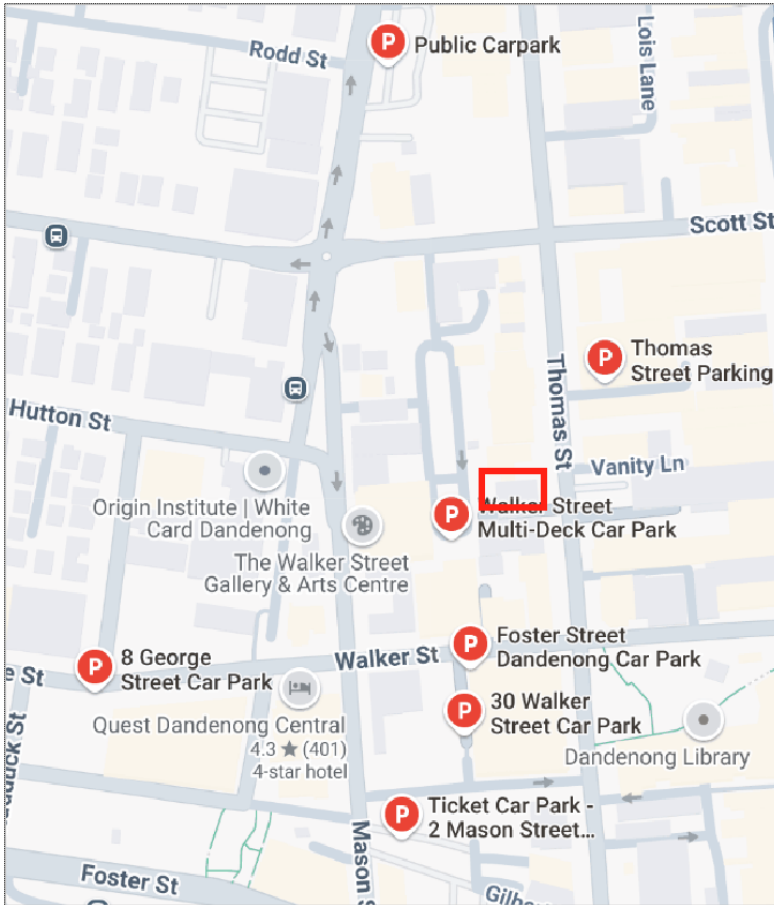 Rodd St
P Public Carpark
Lois Lane
Scott St
Thomas
Street Parking
P
Thomas St
Hutton St
Vanity Ln
Origin Institute | White
Card Dandenong
P
Walker Street
Multi-Deck Car Park
The Walker Street
Gallery & Arts Centre
P
8 George
Street Car Park
Walker St
P
Foster Street
Dandenong Car Park
e St
Quest Dandenong Central
4.3 ★ (401)
4-star hotel
P
30 Walker
Street Car Park
Dandenong Library
P
Ticket Car Park -
2 Mason Street...
Mason S
Foster St